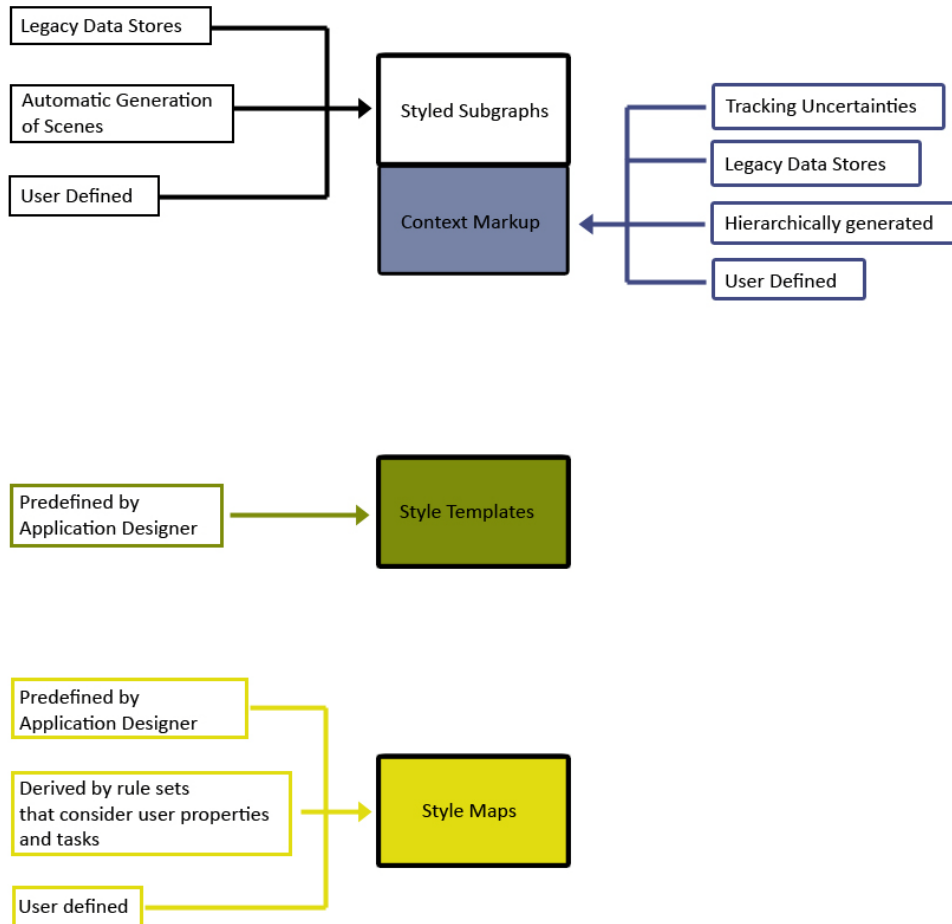 Legacy Data Stores
Automatic Generation
of Scenes
User Defined
Styled Subgraphs
Context Markup
Tracking Uncertainties
Legacy Data Stores
Hierarchically generated
User Defined
Predefined by
Application Designer
Style Templates
Predefined by
Application Designer
Derived by rule sets
that consider user properties
and tasks
User defined
Style Maps